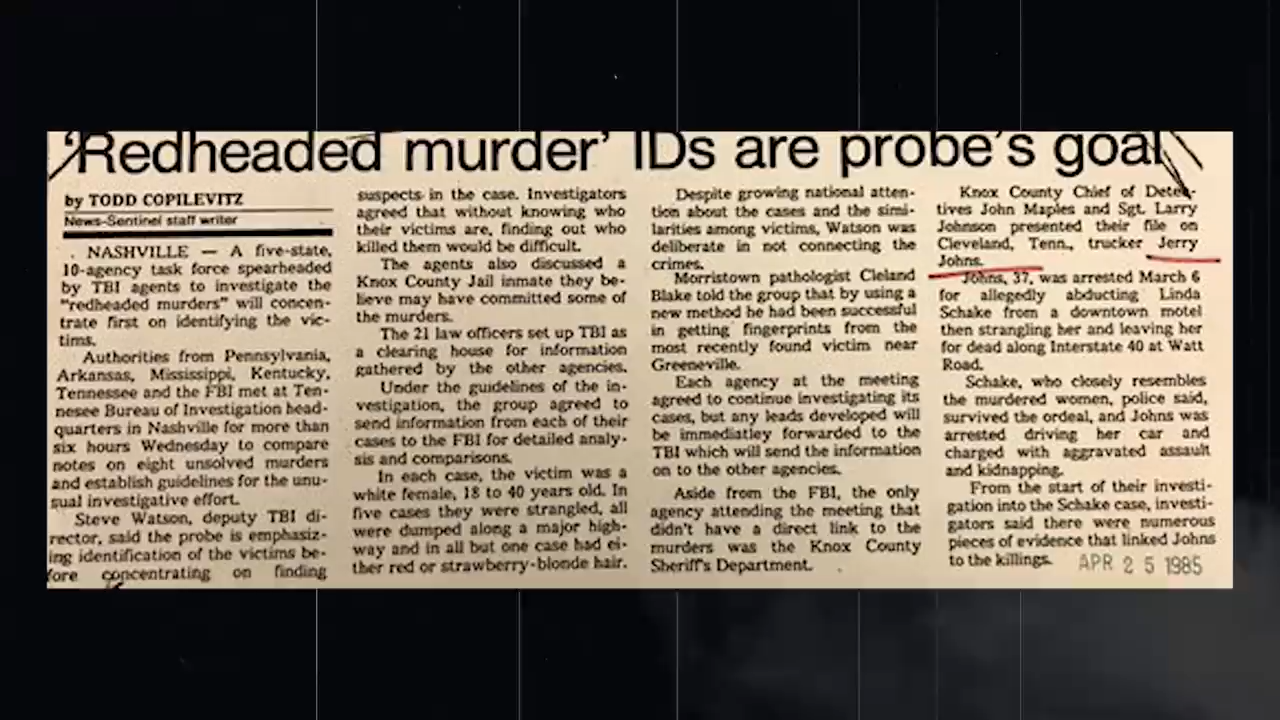 'Redheaded murder' IDs are probe's goal
by TODD COPILEVITZ
News-Sentinel staff writer
NASHVILLE — A five-state,
10-agency task force spearheaded
by TBI agents to investigate the
"redheaded murders" will concen-
trate first on identifying the vic-
tims.
Authorities from Pennsylvania,
Arkansas, Mississippi, Kentucky,
Tennessee and the FBI met at Ten-
nesee Bureau of Investigation head-
quarters in Nashville for more than
six hours Wednesday to compare
notes on eight unsolved murders
and establish guidelines for the unu-
sual investigative effort.
Steve Watson, deputy TBI di-
rector, said the probe is emphasiz-
ing identification of the victims be-
fore concentrating on finding
suspects in the case. Investigators
agreed that without knowing who
their victims are, finding out who
killed them would be difficult.
The agents also discussed a
Knox County Jail inmate they be-
lieve may have committed some of
the murders.
The 21 law officers set up TBI as
a clearing house for information
gathered by the other agencies.
Under the guidelines of the in-
vestigation, the group agreed to
send information from each of their
cases to the FBI for detailed analy-
sis and comparisons.
In each case, the victim was a
white female, 18 to 40 years old. In
five cases they were strangled, all
were dumped along a major high-
way and in all but one case had ei-
ther red or strawberry-blonde hair.
Despite growing national atten-
tion about the cases and the simi-
larities among victims, Watson was
deliberate in not connecting the
crimes.
Morristown pathologist Cleland
Blake told the group that by using a
new method he had been successful
in getting fingerprints from the
most recently found victim near
Greeneville.
Each agency at the meeting
agreed to continue investigating its
cases, but any leads developed will
be immediatley forwarded to the
TBI which will send the information
on to the other agencies.
Aside from the FBI, the only
agency attending the meeting that
didn't have a direct link to the
murders was the Knox County
Sheriff's Department.
Knox County Chief of Detec-
tives John Maples and Sgt. Larry
Johnson presented their file on
Cleveland, Tenn., trucker Jerry
Johns.
Johns, 37, was arrested March 6
for allegedly abducting Linda
Schake from a downtown motel
then strangling her and leaving her
for dead along Interstate 40 at Watt
Road.
Schake, who closely resembles
the murdered women, police said,
survived the ordeal, and Johns was
arrested driving her car and
charged with aggravated assault
and kidnapping.
From the start of their investi-
gation into the Schake case, investi-
gators said there were numerous
pieces of evidence that linked Johns
to the killings.
APR 25 1985